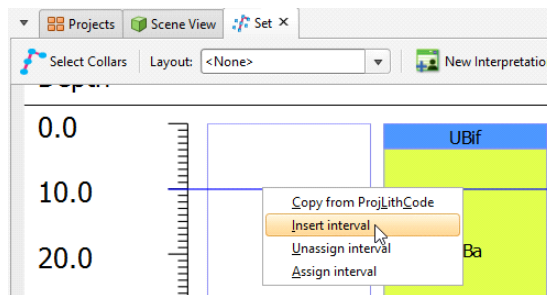 Projects Scene View Set
Select Collars Layout: <None> New Interpretatio
Depth
0.0 UBif
10.0
Copy from ProjLithCode
Insert interval
Unassign interval
Ba
20.0
Assign interval